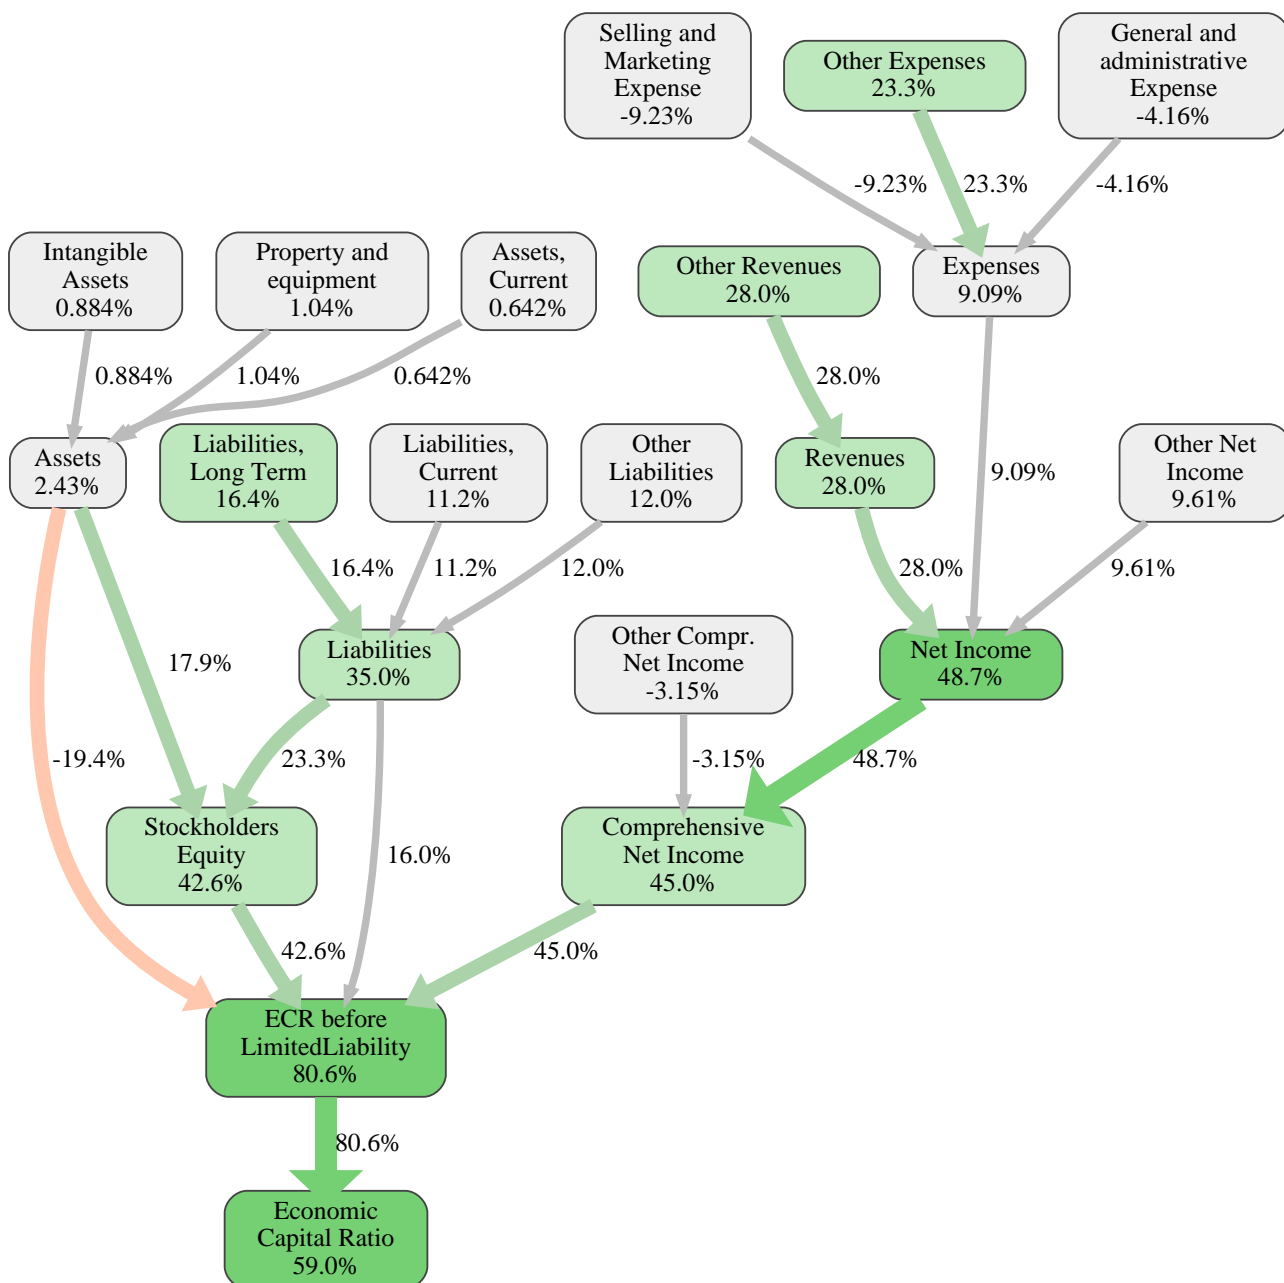 Selling and
Marketing
Expense
-9.23%
Other Expenses
23.3%
General and
administrative
Expense
-4.16%
-9.23%
23.3%
-4.16%
Intangible
Assets
0.884%
Property and
equipment
1.04%
Assets,
Current
0.642%
Other Revenues
28.0%
Expenses
9.09%
0.884%
1.04%
0.642%
28.0%
Assets
2.43%
Liabilities,
Long Term
16.4%
Liabilities,
Current
11.2%
Other
Liabilities
12.0%
Revenues
28.0%
9.09%
Other Net
Income
9.61%
16.4%
11.2%
12.0%
28.0%
9.61%
17.9%
Liabilities
35.0%
Other Compr.
Net Income
-3.15%
Net Income
48.7%
-19.4%
23.3%
-3.15%
48.7%
Stockholders
Equity
42.6%
16.0%
Comprehensive
Net Income
45.0%
42.6%
45.0%
ECR before
LimitedLiability
80.6%
80.6%
Economic
Capital Ratio
59.0%